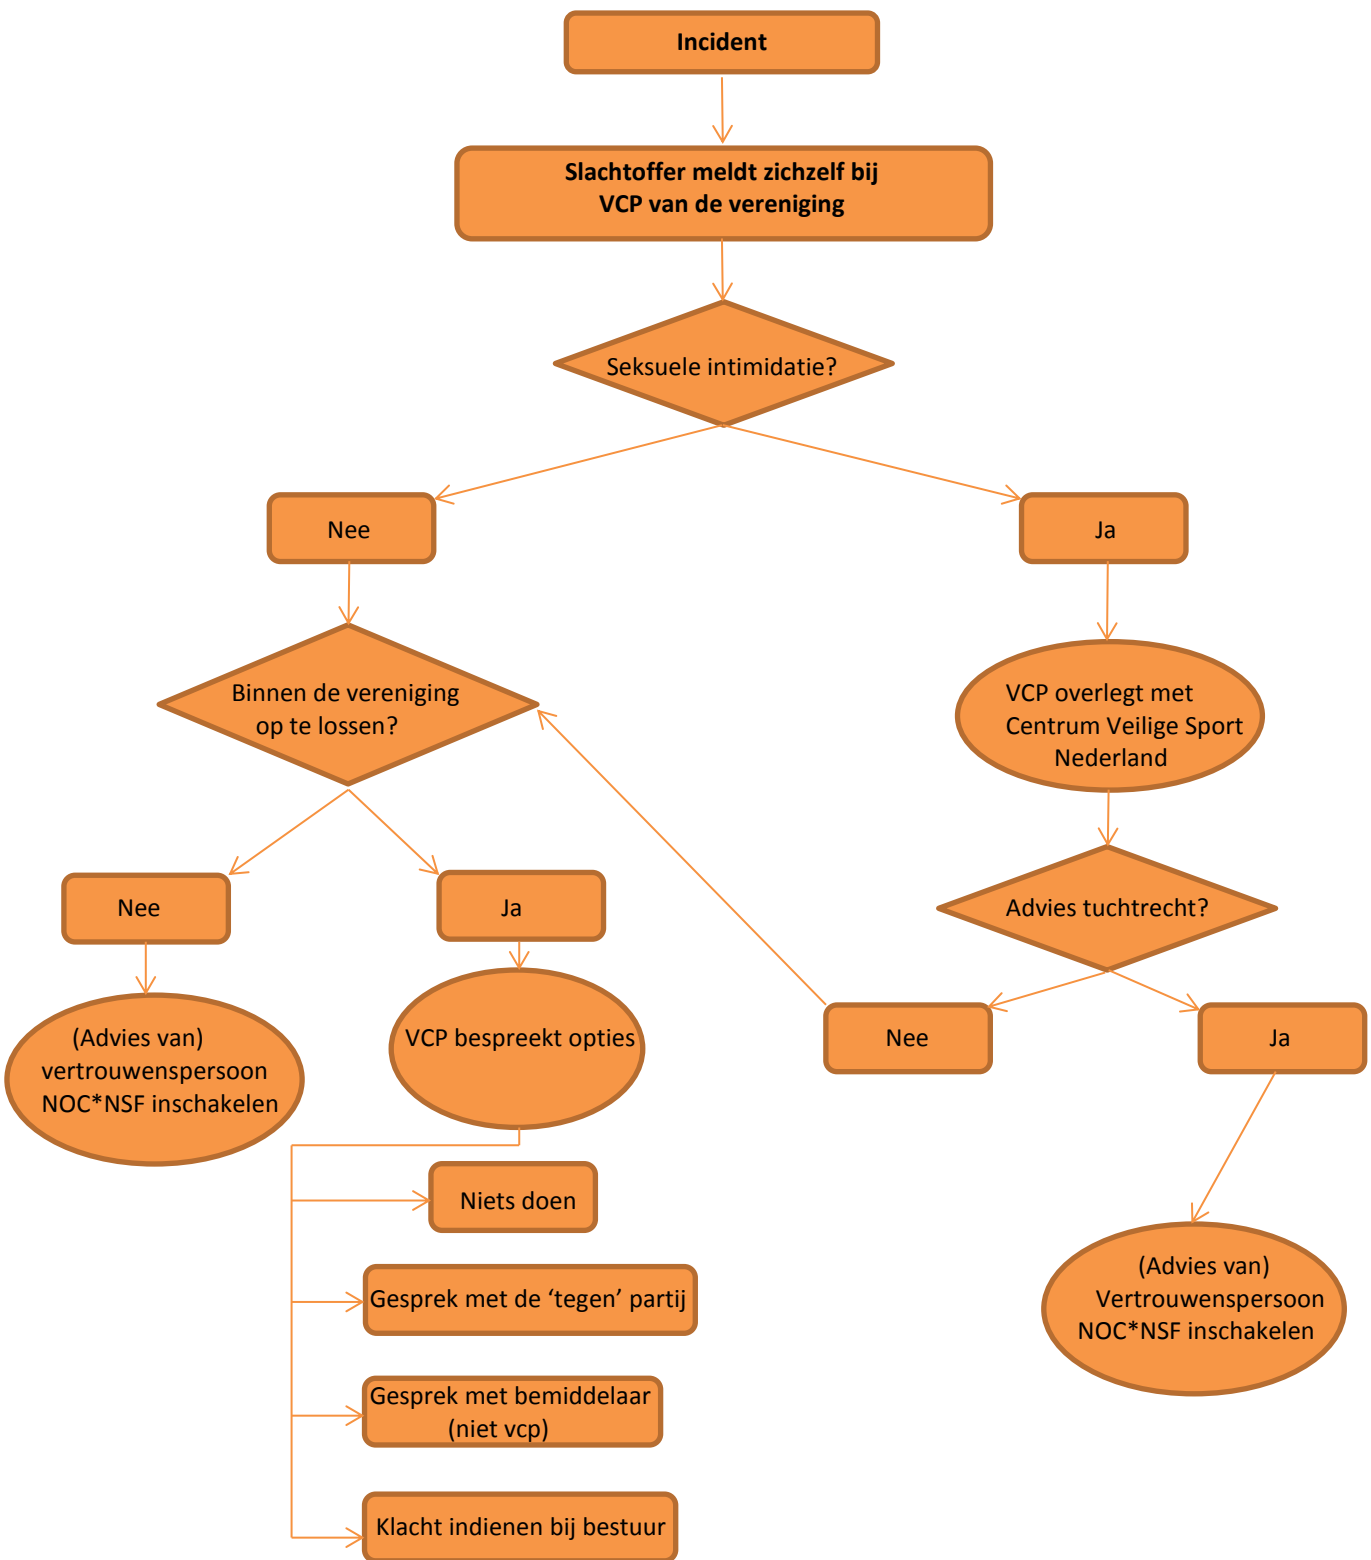 Incident
Slachtoffer meldt zichzelf bij
VCP van de vereniging
Seksuele intimidatie?
Nee
Ja
Binnen de vereniging
op te lossen?
VCP overlegt met
Centrum Veilige Sport
Nederland
Nee
Ja
Advies tuchtrecht?
(Advies van)
vertrouwenspersoon
NOC*NSF inschakelen
VCP bespreekt opties
Nee
Ja
Niets doen
Gesprek met de ‘tegen’ partij
Gesprek met bemiddelaar
(niet vcp)
Klacht indienen bij bestuur
(Advies van)
Vertrouwenspersoon
NOC*NSF inschakelen